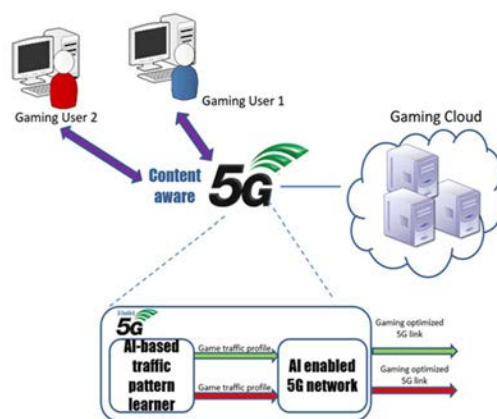 Gaming User 2
Gaming User 1
Gaming Cloud
Content
aware
5G
5G
AI-based
traffic
pattern
learner
Game traffic profile
Game traffic profile
AI enabled
5G network
Gaming optimized
5G link
Gaming optimized
5G link